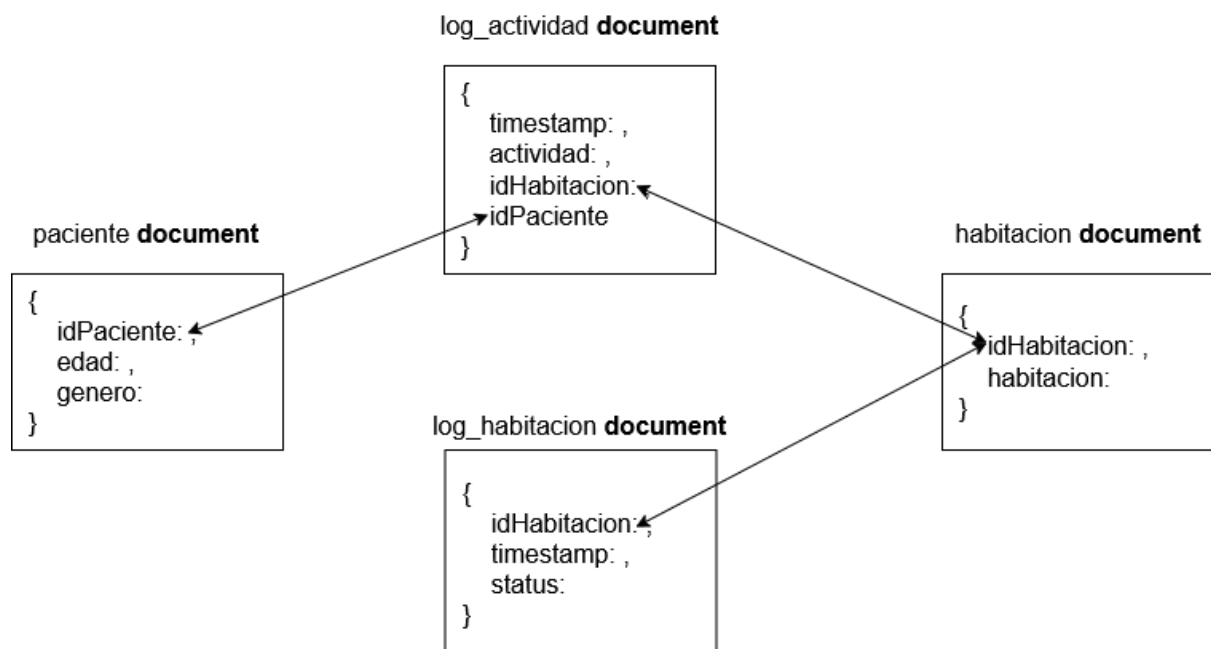 log_actividad document
{
timestamp: ,
actividad: ,
idHabitacion:
idPaciente
}
paciente document
{
idPaciente: ,
edad: ,
genero:
}
habitacion document
{
idHabitacion: ,
habitacion:
}
log_habitacion document
{
idHabitacion: ,
timestamp: ,
status:
}